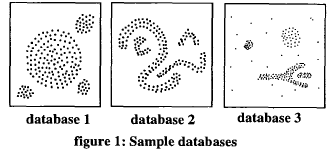 database 1 database 2 database 3
figure 1: Sample databases